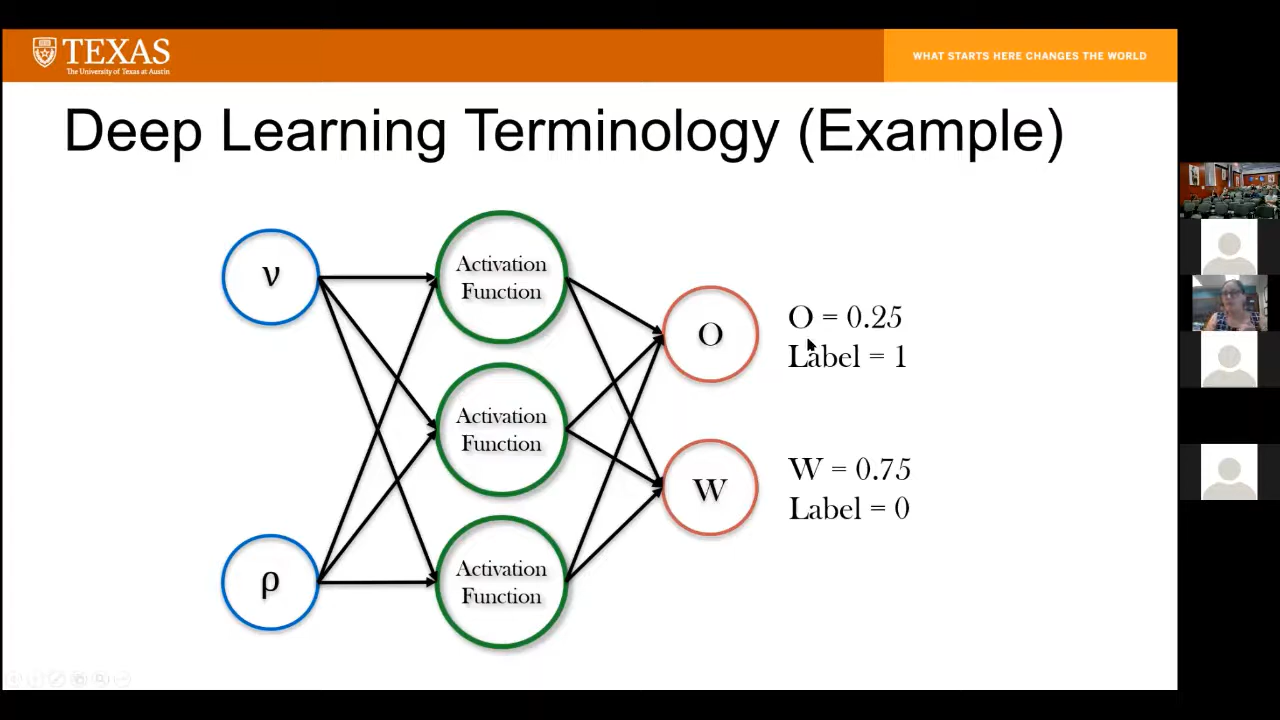 TEXAS
The University of Texas at Austin
WHAT STARTS HERE CHANGES THE WORLD
Deep Learning Terminology (Example)
ν
Activation
Function
O
O = 0.25
Label = 1
Activation
Function
W
W = 0.75
Label = 0
ρ
Activation
Function